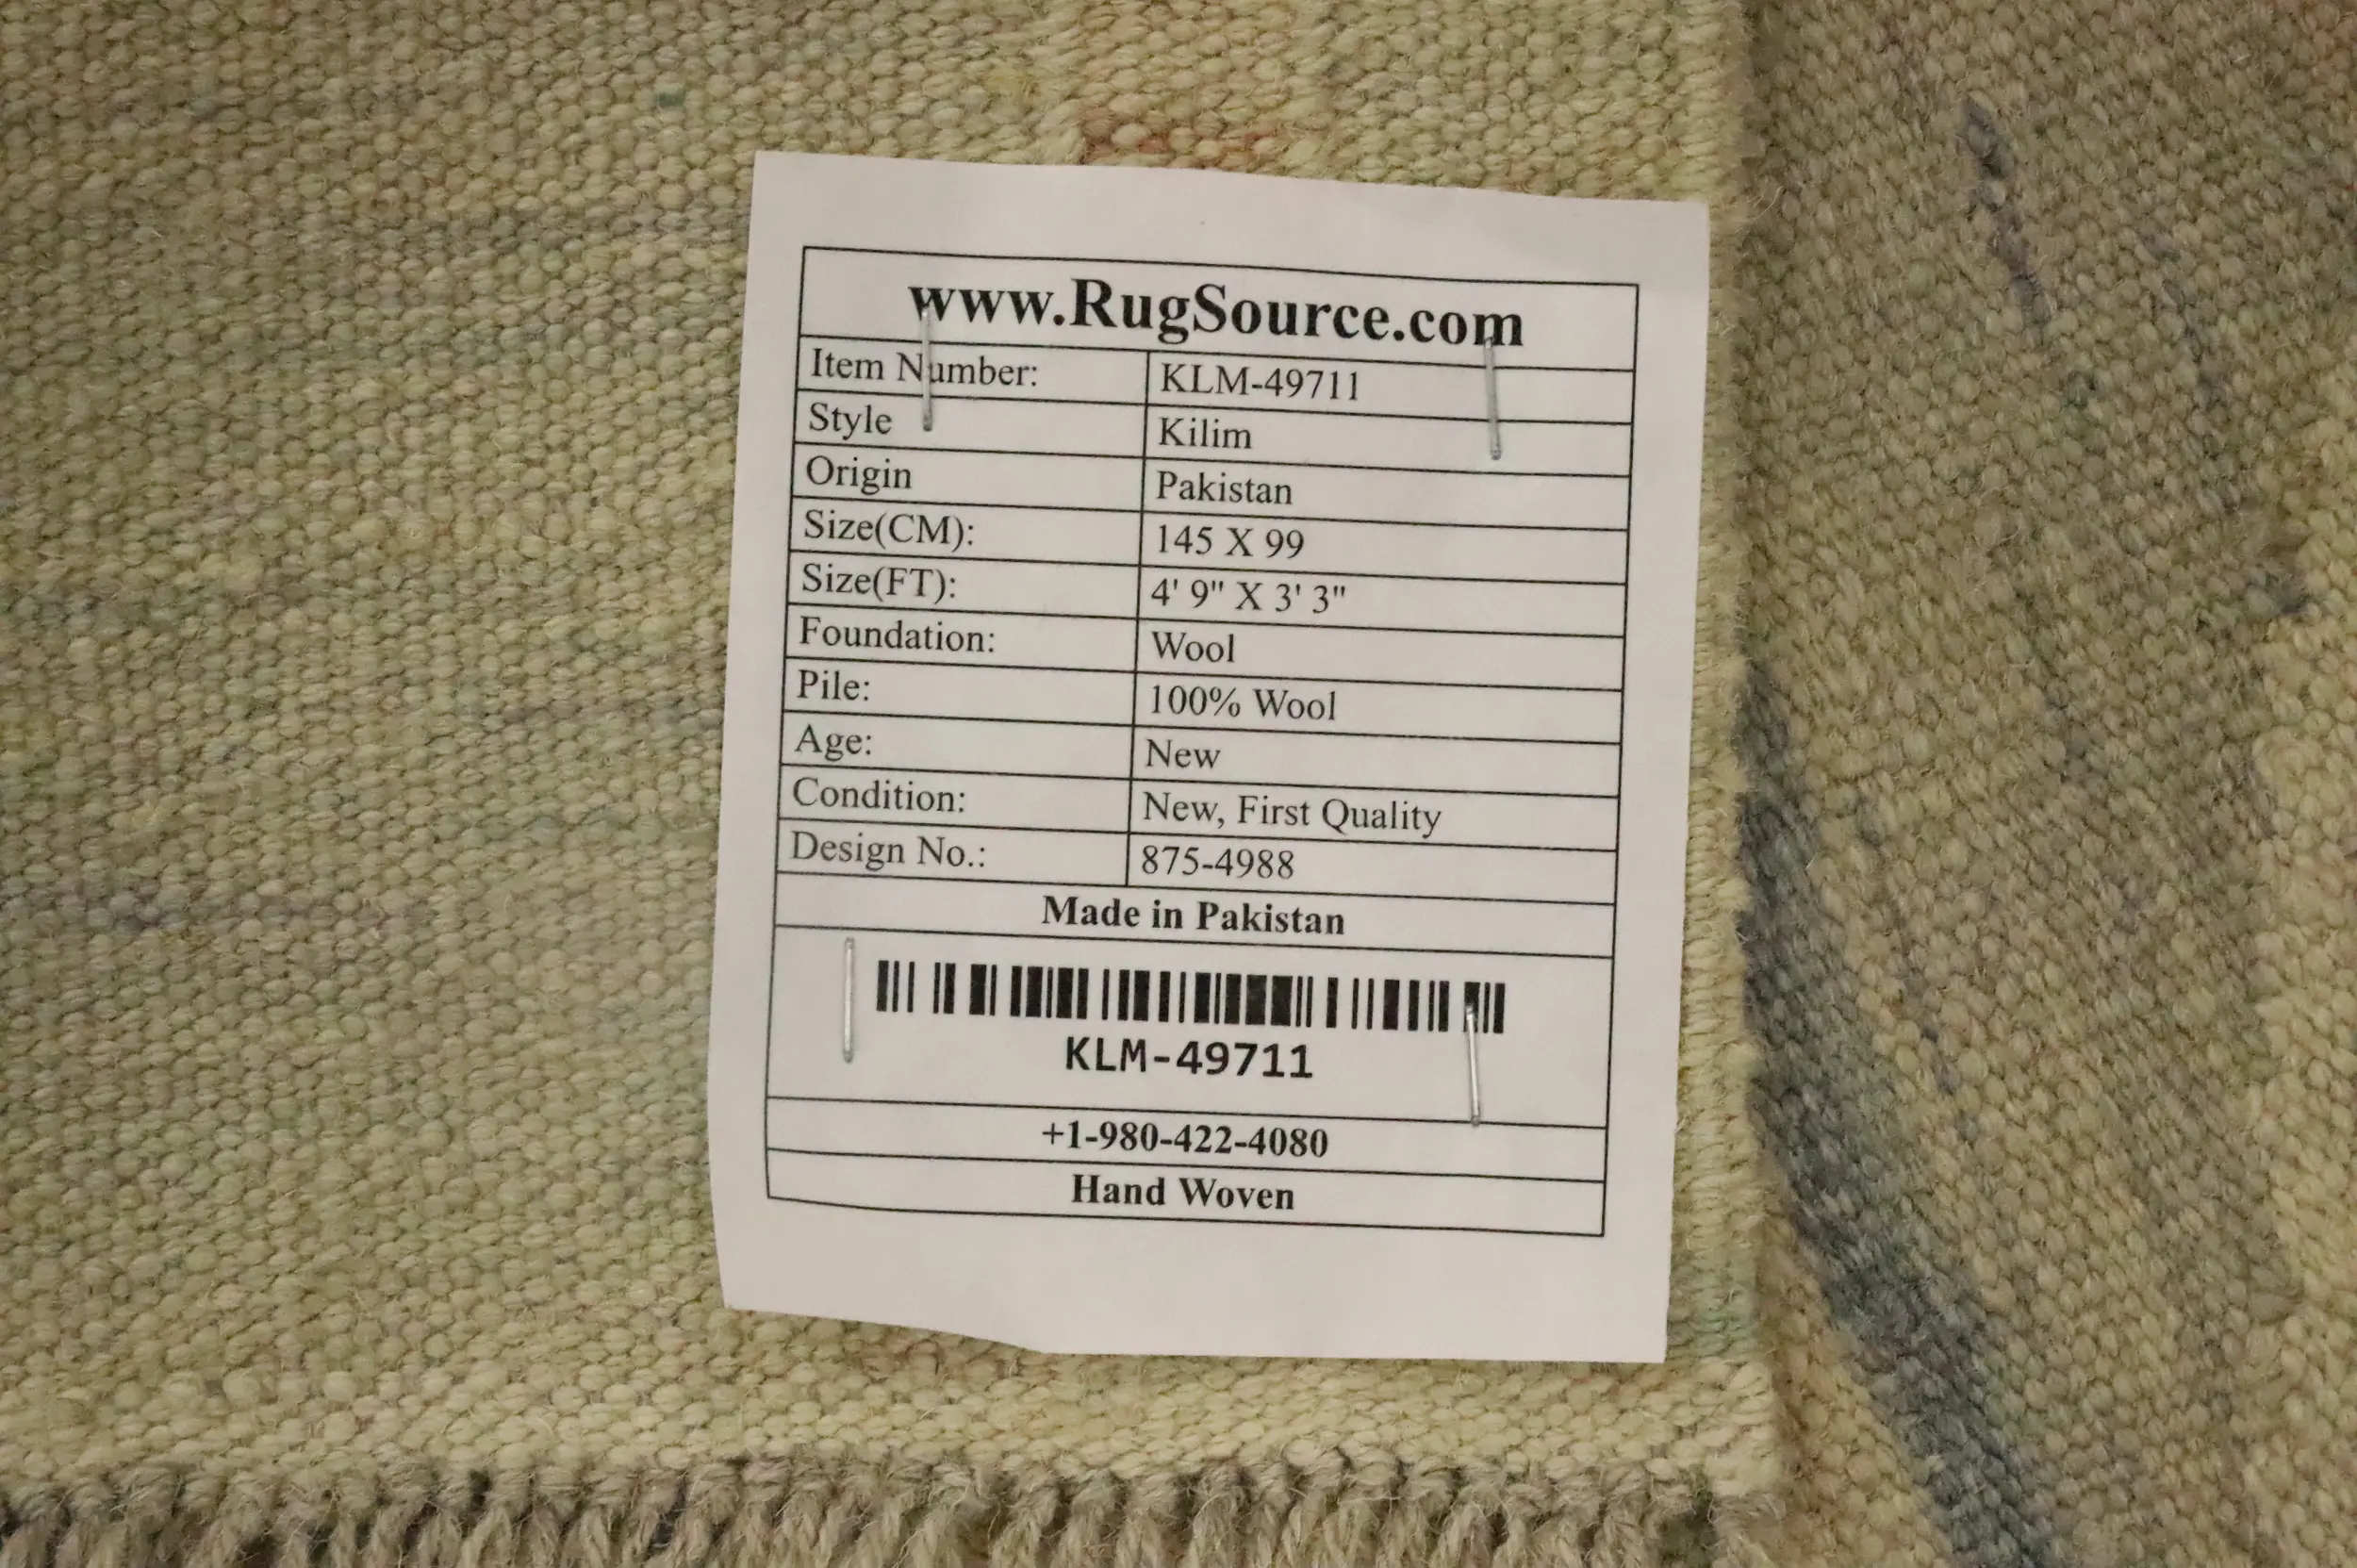 www.RugSource.com
Item Number: KLM-49711
Style Kilim
Origin Pakistan
Size(CM): 145 X 99
Size(FT): 4' 9" X 3' 3"
Foundation: Wool
Pile: 100% Wool
Age: New
Condition: New, First Quality
Design No.: 875-4988
Made in Pakistan
KLM-49711
+1-980-422-4080
Hand Woven